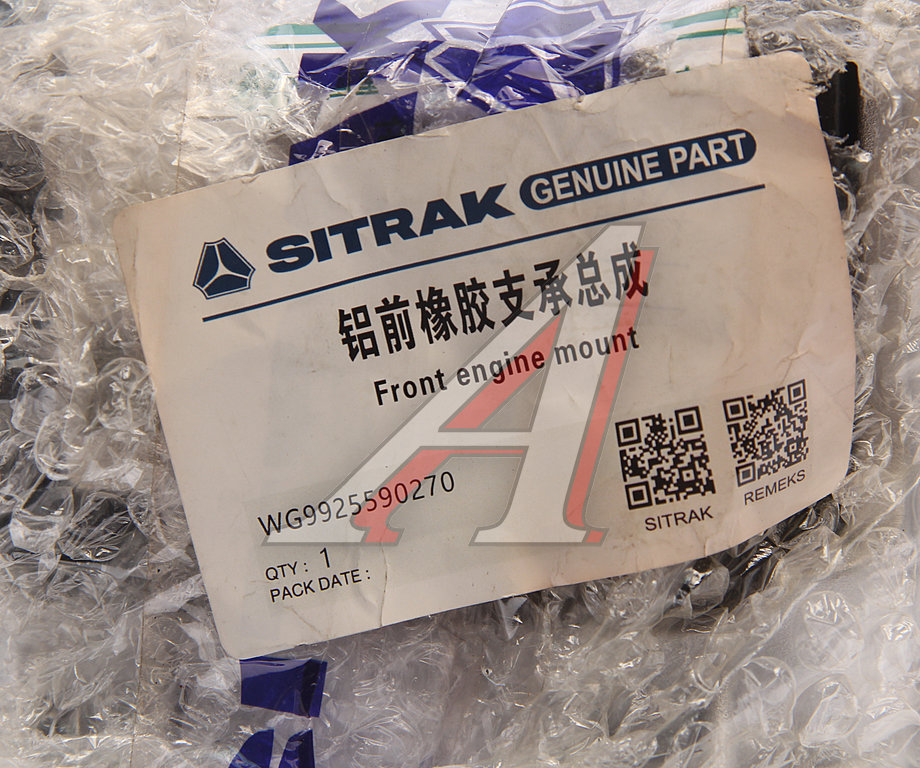 SITRAK GENUINE PART
铝前橡胶支承总成
Front engine mount
WG9925590270
QTY : 1
PACK DATE :
SITRAK
REMEKS